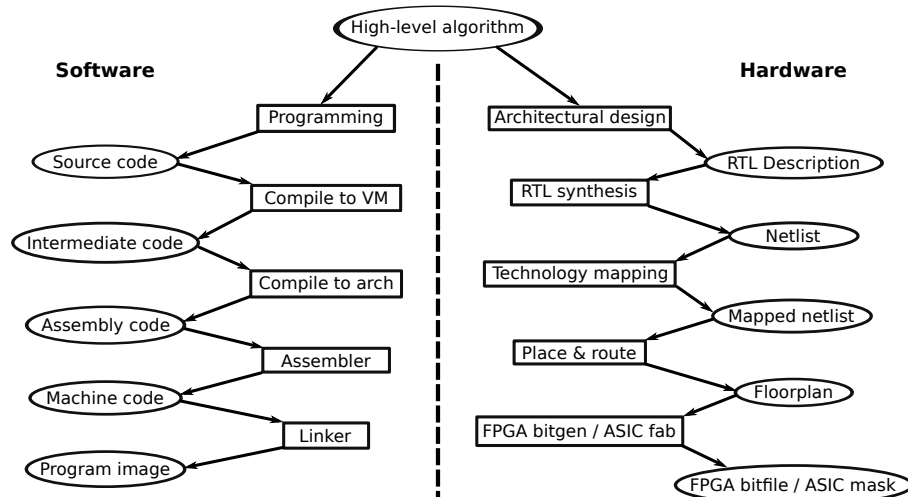 High-level algorithm
Software
Hardware
Programming
Architectural design
Source code
RTL Description
Compile to VM
RTL synthesis
Intermediate code
Netlist
Compile to arch
Technology mapping
Assembly code
Mapped netlist
Assembler
Place & route
Machine code
Floorplan
Linker
FPGA bitgen / ASIC fab
Program image
FPGA bitfile / ASIC mask